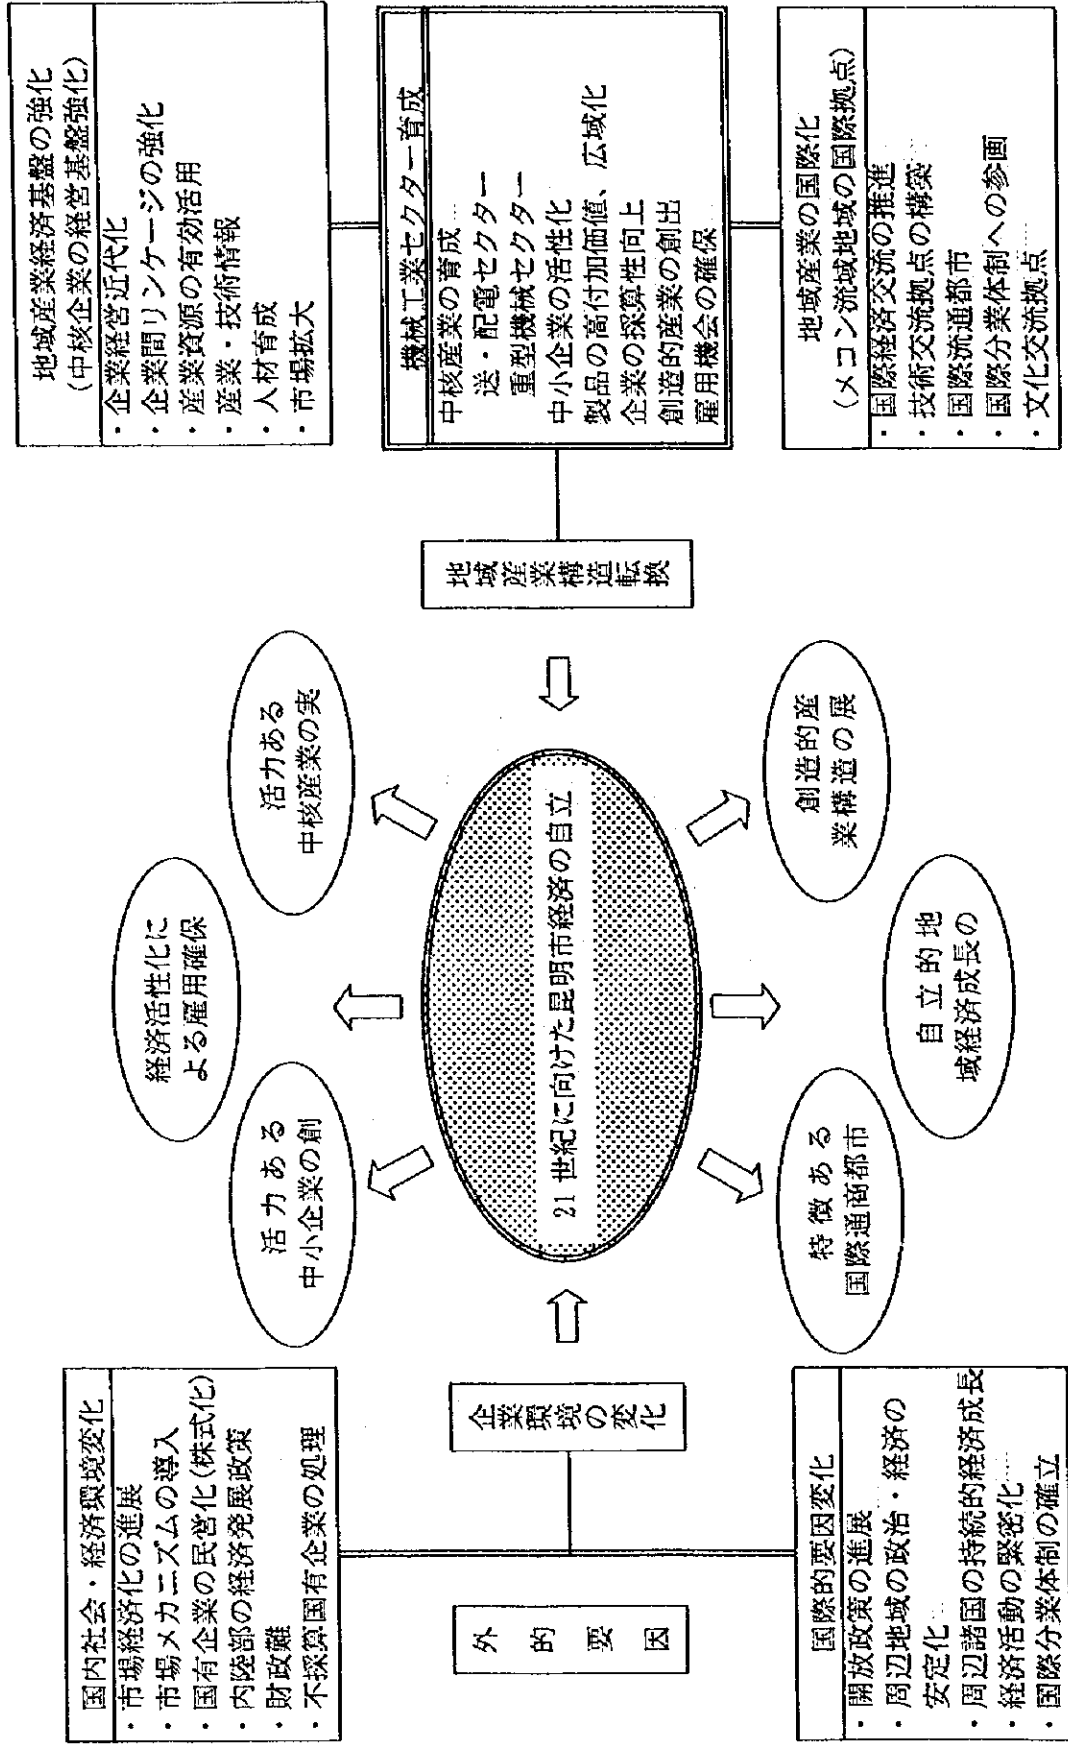 国内社会・経済環境変化
・市場経済化の進展
・市場メカニズムの導入
・国有企業の民営化(株式化)
・内陸部の経済発展政策
・財政難
・不採算国有企業の処理
外的要因
企業環境の変化
国際的要因変化
・開放政策の進展
・周辺地域の政治・経済の
安定化
・周辺諸国の持続的経済成長
・経済活動の緊密化
・国際分業体制の確立
経済活性化に
よる雇用確保
活力ある
中小企業の創
活力ある
中核産業の実
21世紀に向けた昆明市経済の自立
特徴ある
国際通商都市
自立的地
域経済成長の
創造的産
業構造の展
地域産業構造転換
地域産業経済基盤の強化
(中核企業の経営基盤強化)
・企業経営近代化
・企業間リンケージの強化
・産業資源の有効活用
・産業・技術情報
・人材育成
・市場拡大
機械工業セクター育成
中核産業の育成
送・配電セクター
重型機械セクター
中小企業の活性化
製品の高付加価値、広域化
企業の採算性向上
創造的産業の創出
雇用機会の確保
地域産業の国際化
(メコン流域地域の国際拠点)
・国際経済交流の推進
・技術交流拠点の構築
・国際流通都市
・国際分業体制への参画
・文化交流拠点